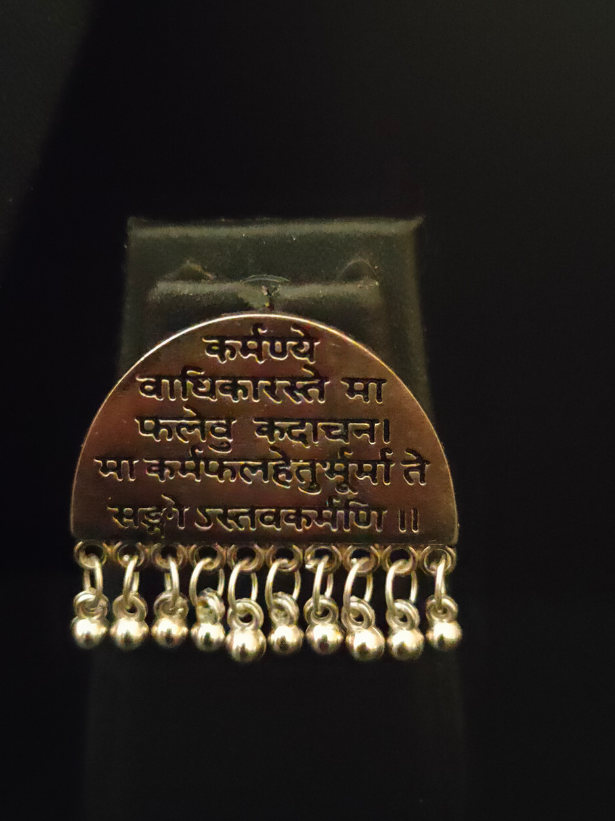 कर्मण्ये
वाधिकारस्ते मा
फलेवु कदाचन।
मा कर्मफलहेतुर्भूर्मा ते
सङ्गो ऽस्तवकर्मणि ॥